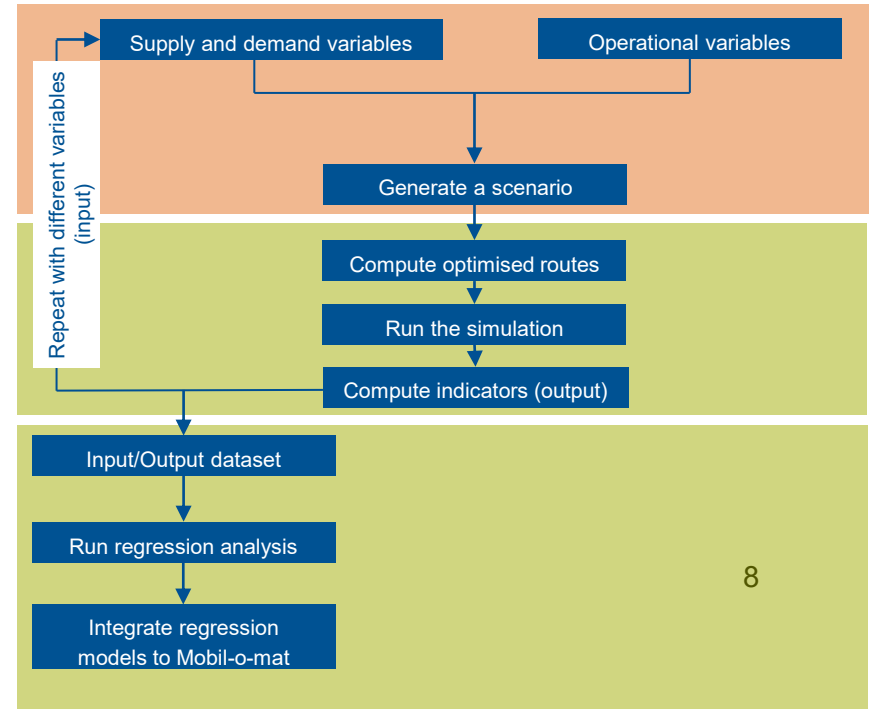 Supply and demand variables
Operational variables
Repeat with different variables
(input)
Generate a scenario
Compute optimised routes
Run the simulation
Compute indicators (output)
Input/Output dataset
Run regression analysis
8
Integrate regression
models to Mobil-o-mat